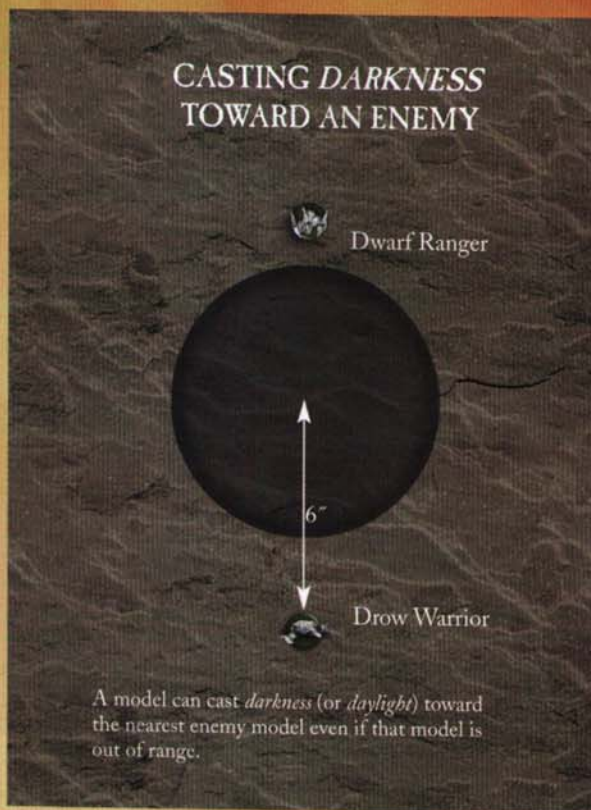 CASTING DARKNESS
TOWARD AN ENEMY
Dwarf Ranger
6"
Drow Warrior
A model can cast darkness (or daylight) toward
the nearest enemy model even if that model is
out of range.